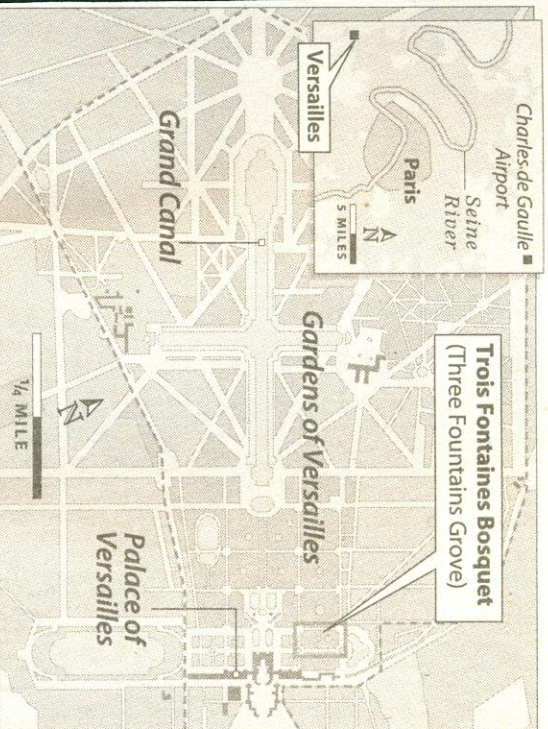 Charles de Gaulle
Airport
Seine
River
Paris
5 MILES
N
Versailles
Trois Fontaines Bosquet
(Three Fountains Grove)
Gardens of Versailles
Grand Canal
Palace of
Versailles
N
1/4 MILE